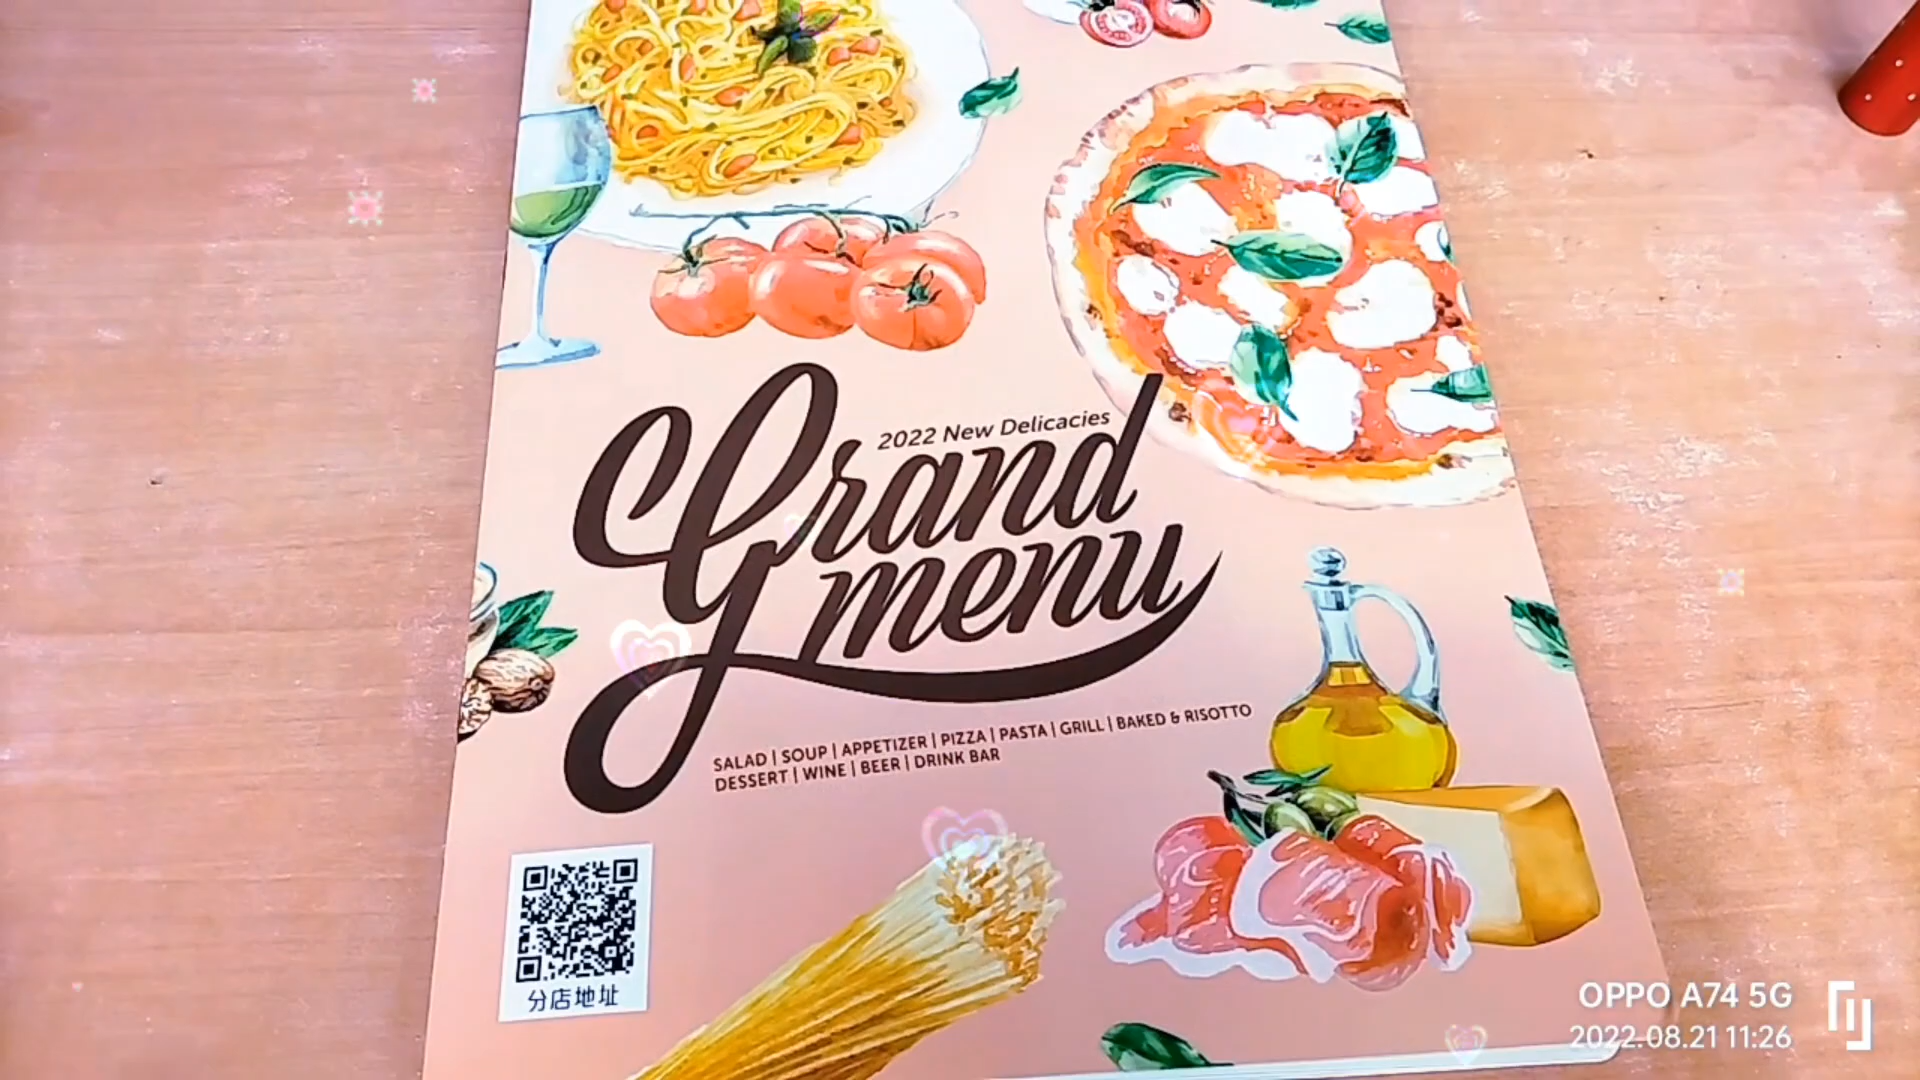 2022 New Delicacies
Grand
menu
SALAD | SOUP | APPETIZER | PIZZA | PASTA | GRILL | BAKED & RISOTTO
DESSERT | WINE | BEER | DRINK BAR
分店地址
OPPO A74 5G
2022.08.21 11:26